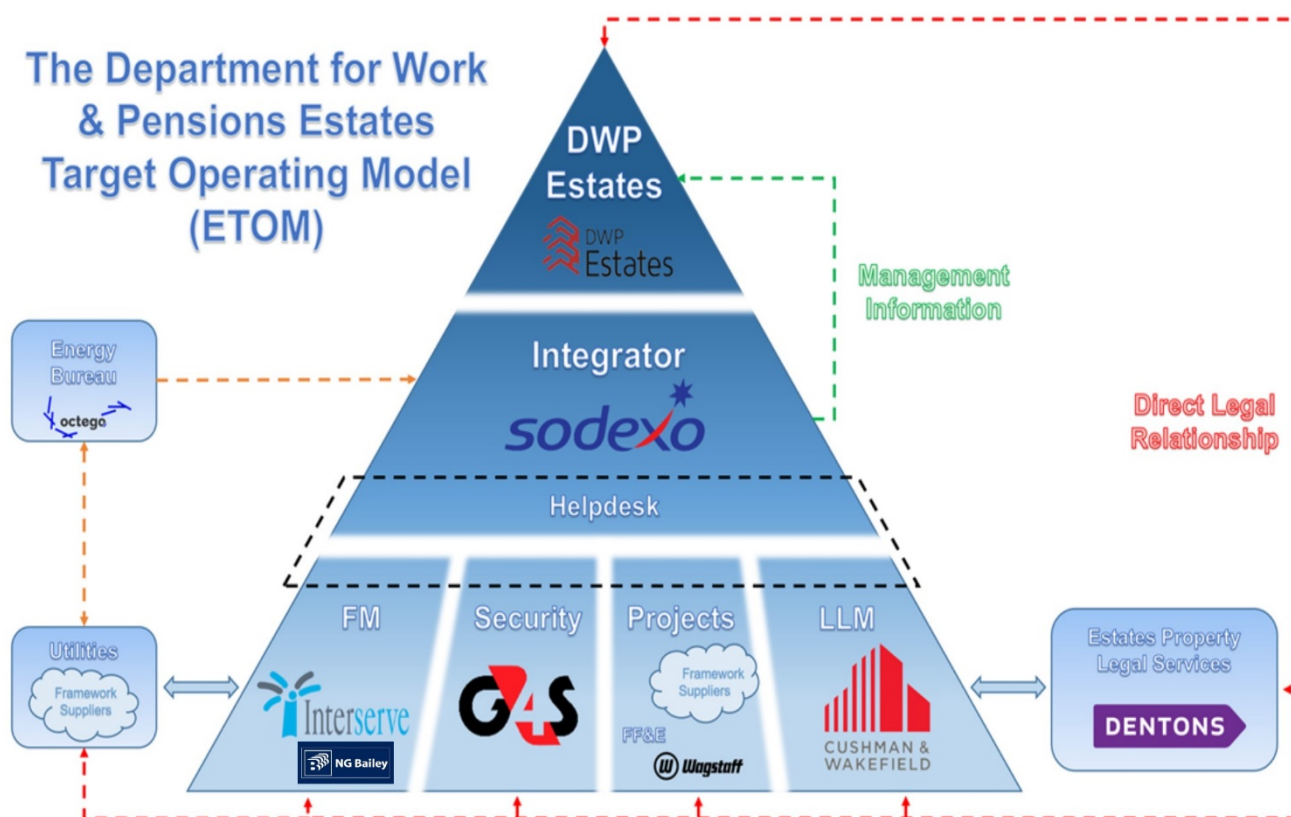 The Department for Work
& Pensions Estates
Target Operating Model
(ETOM)
DWP
Estates
DWP
Estates
Management
Information
Energy
Bureau
octego
Integrator
sodexo
Direct Legal
Relationship
Helpdesk
FM
Security
Projects
LLM
Utilities
Framework
Suppliers
Interserve
NG Bailey
G4S
Framework
Suppliers
FF&E
W Wagstaff
CUSHMAN &
WAKEFIELD
Estates Property
Legal Services
DENTONS